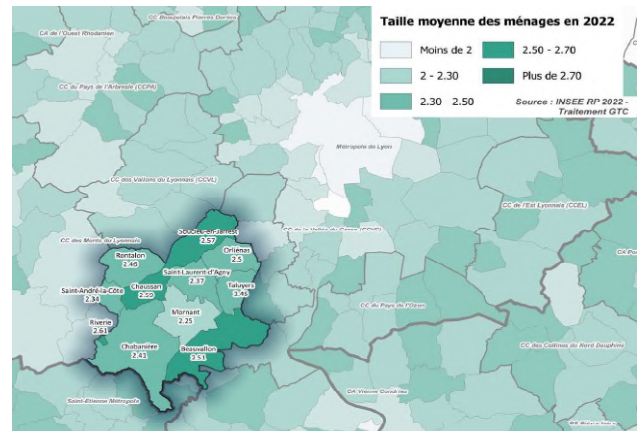 Taille moyenne des ménages en 2022
Moins de 2
2.50 - 2.70
2 - 2.30
Plus de 2.70
2.30 2.50
Source : INSEE RP 2022 -
Traitement GTC
CC Beaujolais Pierres Dorées
CA de l'Ouest Rhodanien
CC du Pays de l'Arbresle (CCPA)
Métropole de Lyon
CC des Vallons du Lyonnais (CCVL)
CC de l'Est Lyonnais (CCEL)
CC des Monts du Lyonnais
Soucieu-en-Jarrest
2.57
Orliénas
2.5
Rontalon
2.46
Saint-Laurent-d'Agny
2.37
Taluyers
2.45
Chaussan
2.59
Saint-André-la-Côte
2.34
Mornant
2.25
Riverie
2.61
Chabanière
2.41
Beauvallon
2.51
CC du Pays de l'Ozon
CC des Collines du Nord Dauphiné
CA Vienne Condrieu
Saint-Etienne Métropole